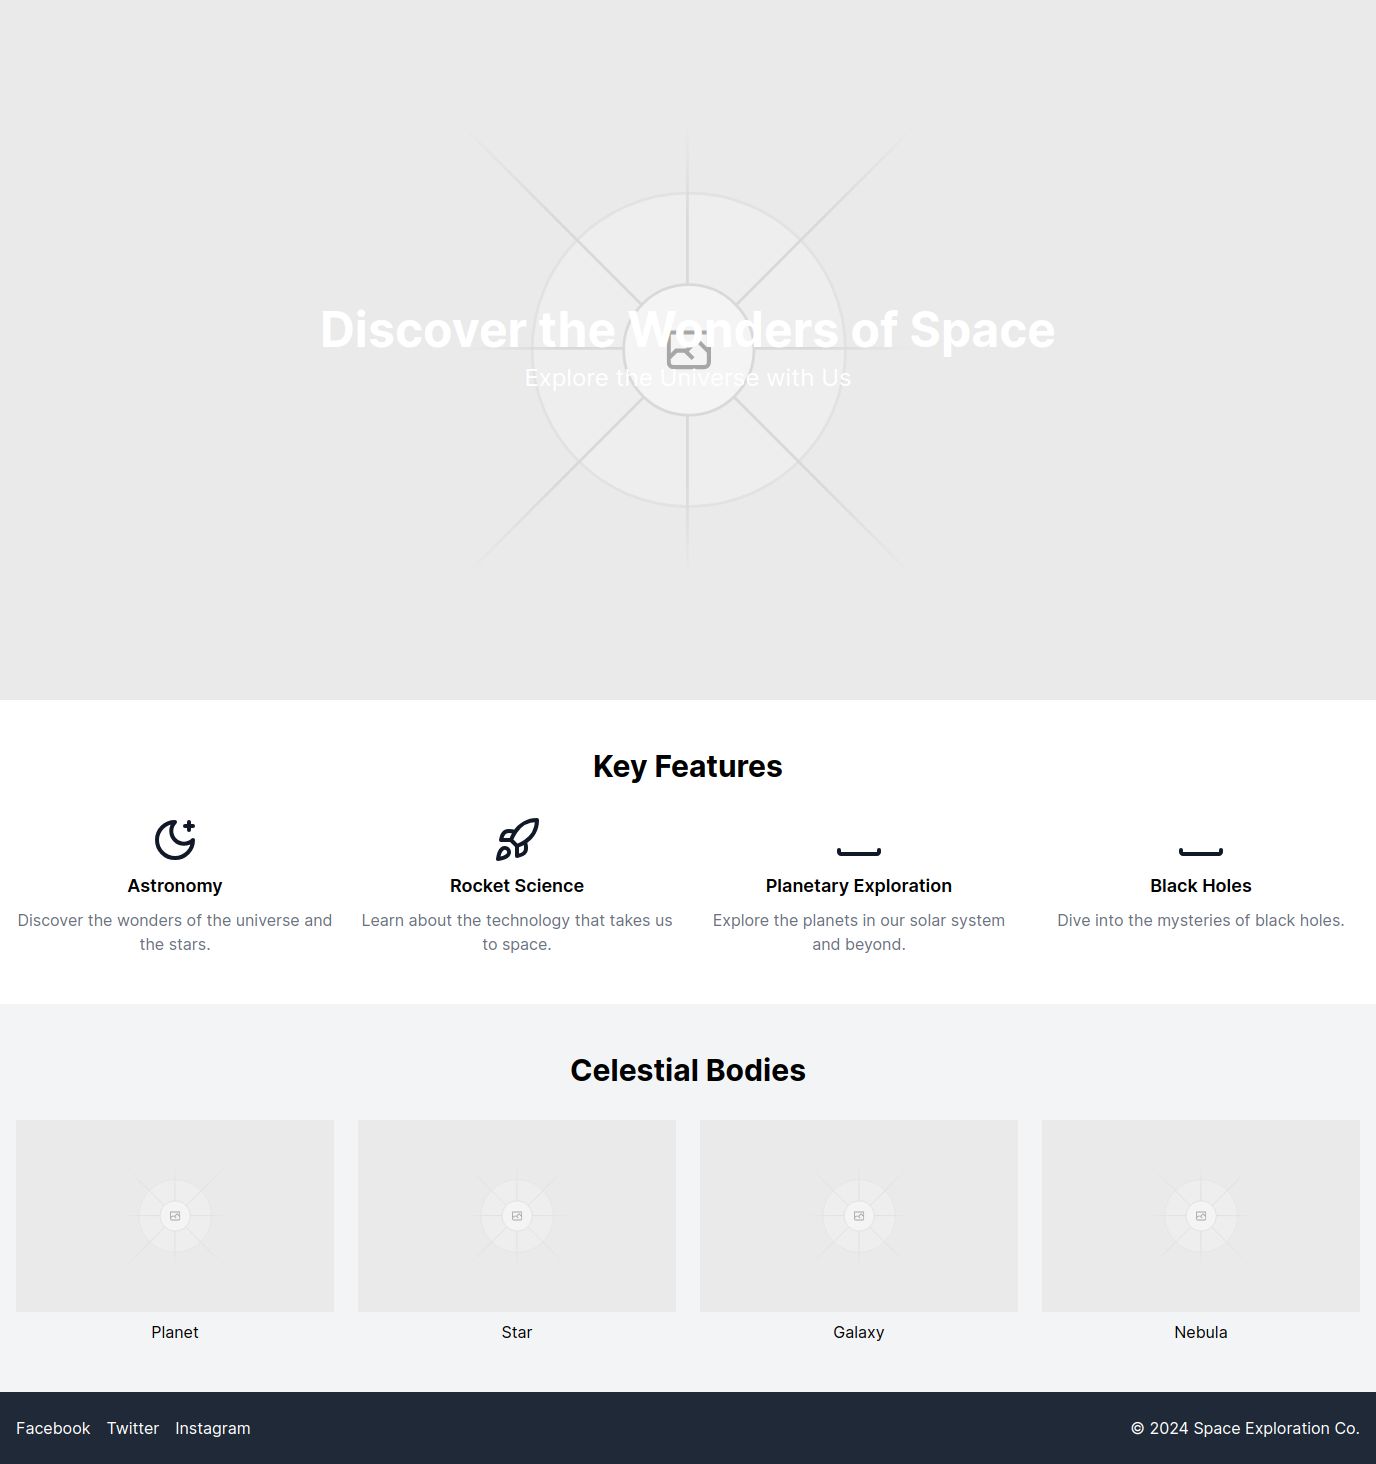 Discover the Wonders of Space
Explore the Universe with Us
Key Features
Astronomy
Discover the wonders of the universe and
the stars.
Rocket Science
Learn about the technology that takes us
to space.
Planetary Exploration
Explore the planets in our solar system
and beyond.
Black Holes
Dive into the mysteries of black holes.
Celestial Bodies
Planet
Star
Galaxy
Nebula
Facebook Twitter Instagram
© 2024 Space Exploration Co.